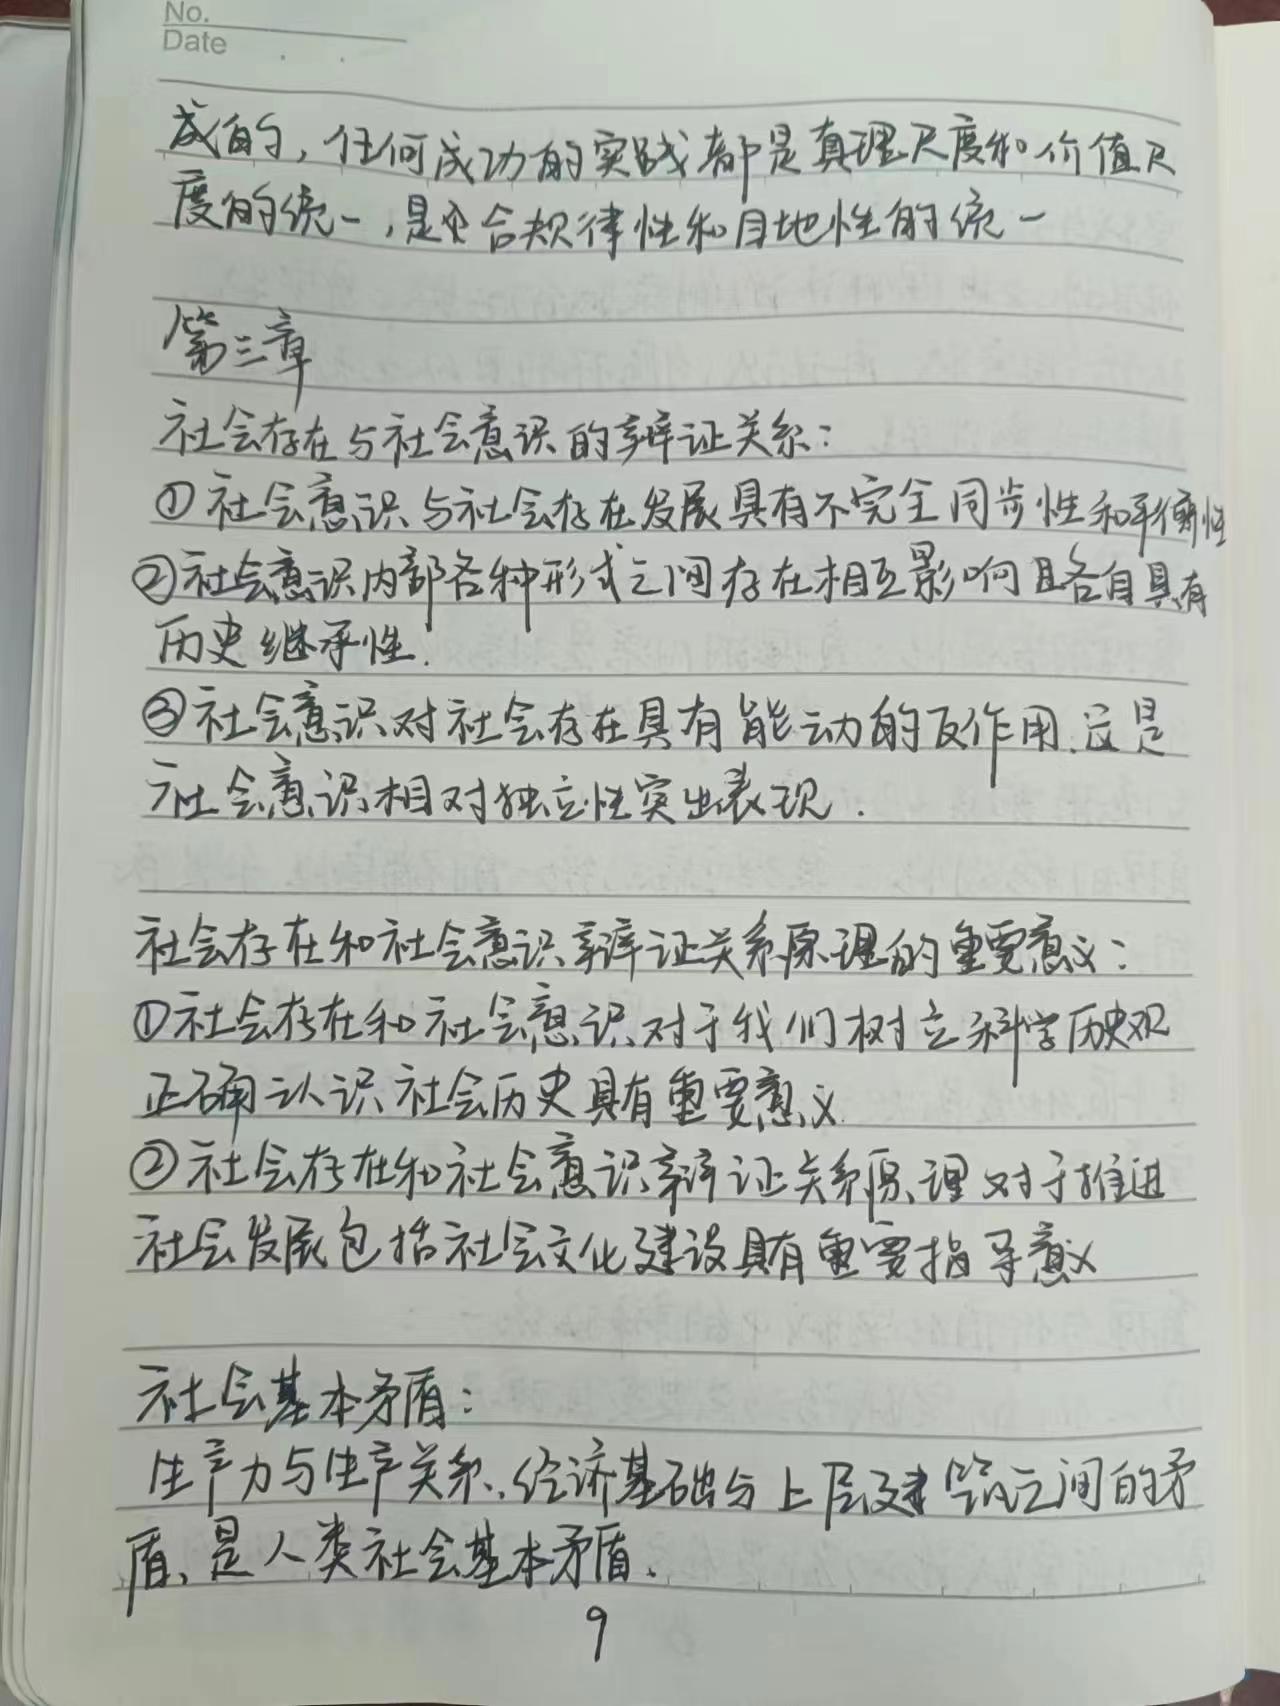 No.
Date
成的，任何成功的实践都是真理尺度和价值尺
度的统一，是合规律性和目地性的统一
第三章
社会存在与社会意识的辩证关系：
①社会意识与社会存在发展具有不完全同步性和平衡性
②社会意识内部各种形式之间存在相互影响且各自具有
历史继承性.
③社会意识对社会存在具有能动的反作用.这是
社会意识相对独立性突出表现.
社会存在和社会意识辩证关系原理的重要意义：
①社会存在和社会意识对于我们树立科学历史观
正确认识社会历史具有重要意义.
②社会存在和社会意识辩证关系原理对于推进
社会发展包括社会文化建设具有重要指导意义
社会基本矛盾：
生产力与生产关系.经济基础与上层建筑之间的矛
盾、是人类社会基本矛盾.
9